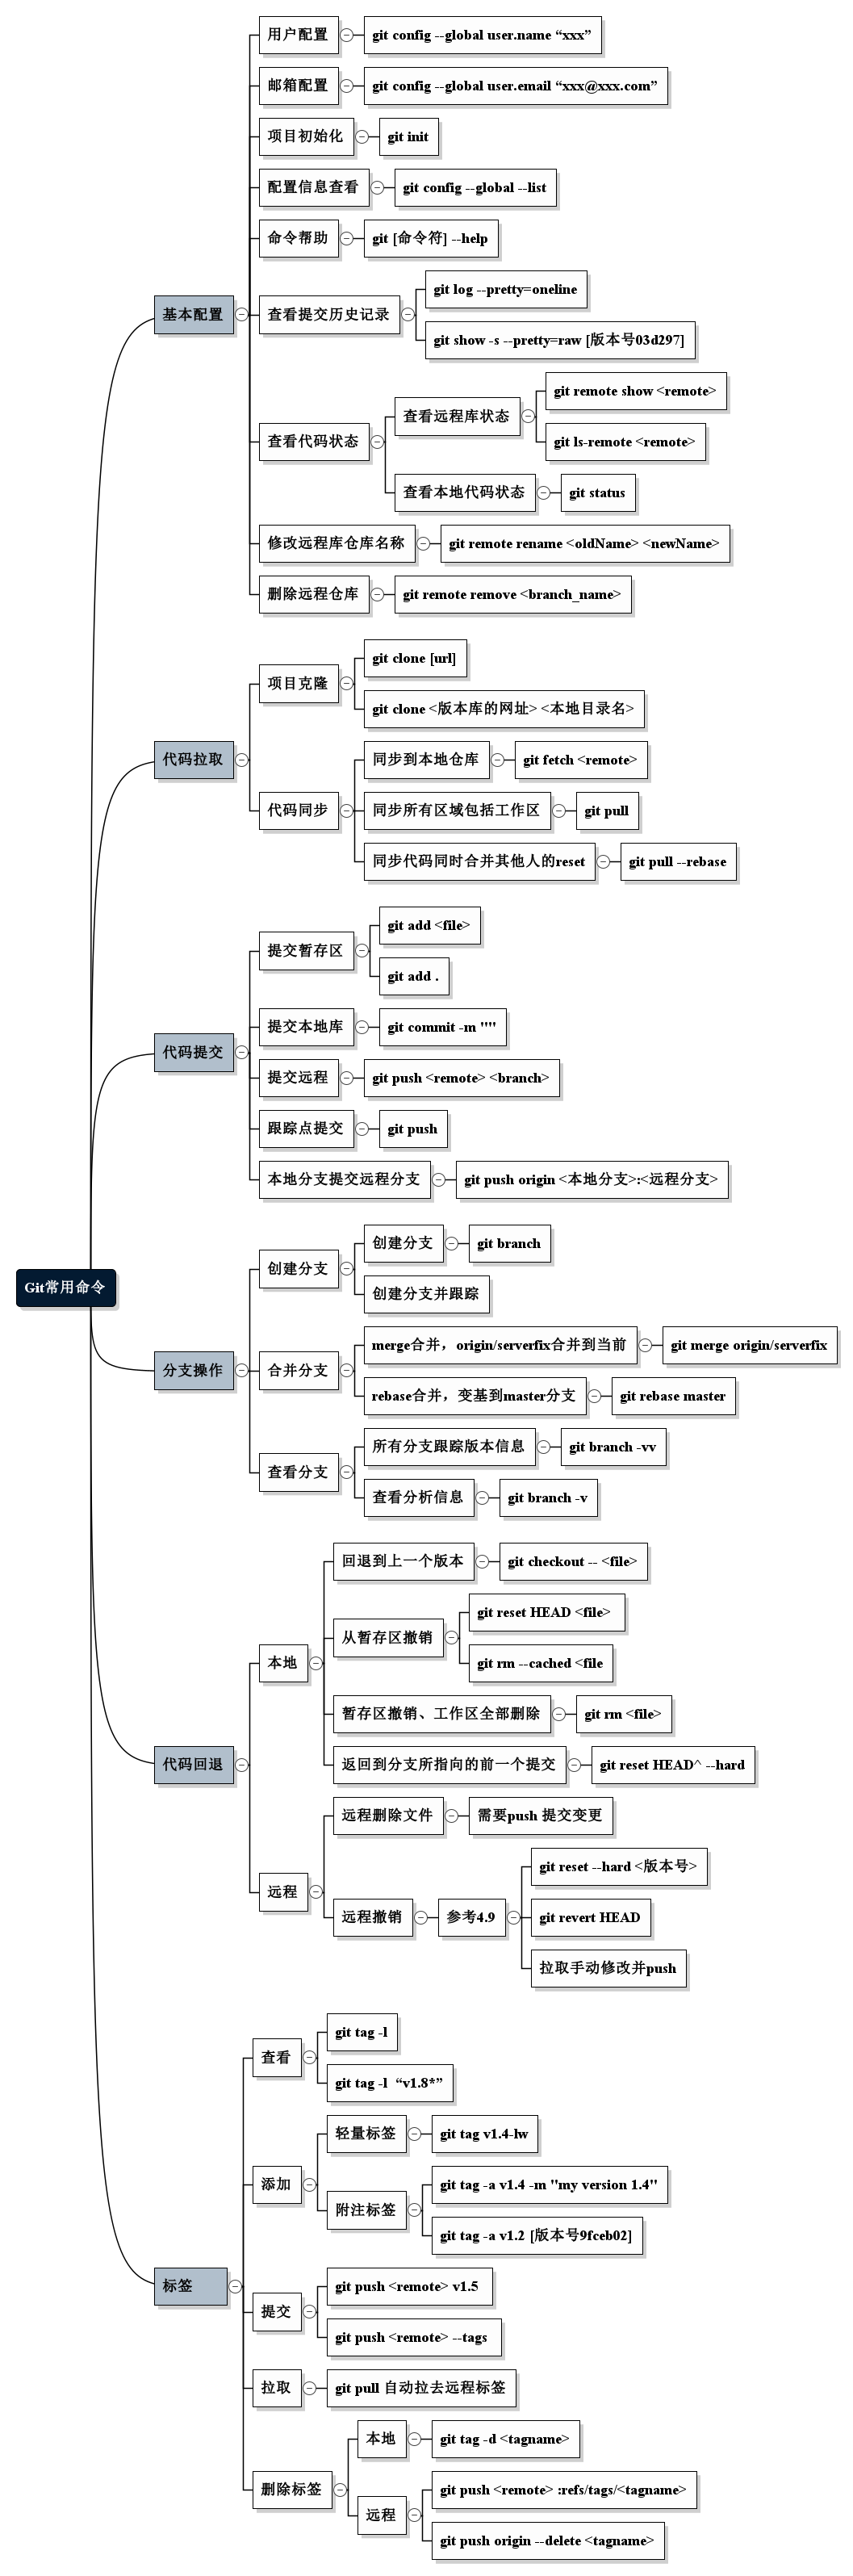 Git常用命令
基本配置
用户配置
git config --global user.name “xxx”
邮箱配置
git config --global user.email “xxx@xxx.com”
项目初始化
git init
配置信息查看
git config --global --list
命令帮助
git [命令符] --help
查看提交历史记录
git log --pretty=oneline
git show -s --pretty=raw [版本号03d297]
查看代码状态
查看远程库状态
git remote show <remote>
git ls-remote <remote>
查看本地代码状态
git status
修改远程库仓库名称
git remote rename <oldName> <newName>
删除远程仓库
git remote remove <branch_name>
代码拉取
项目克隆
git clone [url]
git clone <版本库的网址> <本地目录名>
代码同步
同步到本地仓库
git fetch <remote>
同步所有区域包括工作区
git pull
同步代码同时合并其他人的reset
git pull --rebase
代码提交
提交暂存区
git add <file>
git add .
提交本地库
git commit -m ""
提交远程
git push <remote> <branch>
跟踪点提交
git push
本地分支提交远程分支
git push origin <本地分支>:<远程分支>
分支操作
创建分支
创建分支
git branch
创建分支并跟踪
合并分支
merge合并，origin/serverfix合并到当前
git merge origin/serverfix
rebase合并，变基到master分支
git rebase master
查看分支
所有分支跟踪版本信息
git branch -vv
查看分析信息
git branch -v
代码回退
本地
回退到上一个版本
git checkout -- <file>
从暂存区撤销
git reset HEAD <file>
git rm --cached <file
暂存区撤销、工作区全部删除
git rm <file>
返回到分支所指向的前一个提交
git reset HEAD^ --hard
远程
远程删除文件
需要push 提交变更
远程撤销
参考4.9
git reset --hard <版本号>
git revert HEAD
拉取手动修改并push
标签
查看
git tag -l
git tag -l “v1.8*”
添加
轻量标签
git tag v1.4-lw
附注标签
git tag -a v1.4 -m "my version 1.4"
git tag -a v1.2 [版本号9fceb02]
提交
git push <remote> v1.5
git push <remote> --tags
拉取
git pull 自动拉去远程标签
删除标签
本地
git tag -d <tagname>
远程
git push <remote> :refs/tags/<tagname>
git push origin --delete <tagname>